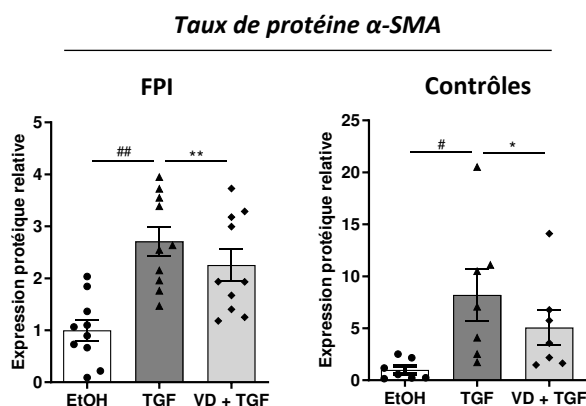 Taux de protéine α-SMA
FPI
Contrôles
Expression protéique relative
5
4
3
2
1
0
##
**
EtOH
TGF
VD + TGF
Expression protéique relative
25
20
15
10
5
0
#
*
EtOH
TGF
VD + TGF